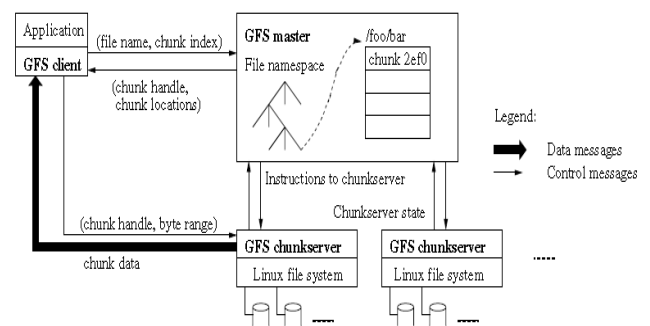 Application
GFS client
(file name, chunk index)
(chunk handle,
chunk locations)
GFS master
File namespace
/foo/bar
chunk 2ef0
Legend:
Data messages
Control messages
Instructions to chunkserver
Chunkserver state
(chunk handle, byte range)
chunk data
GFS chunkserver
Linux file system
GFS chunkserver
Linux file system